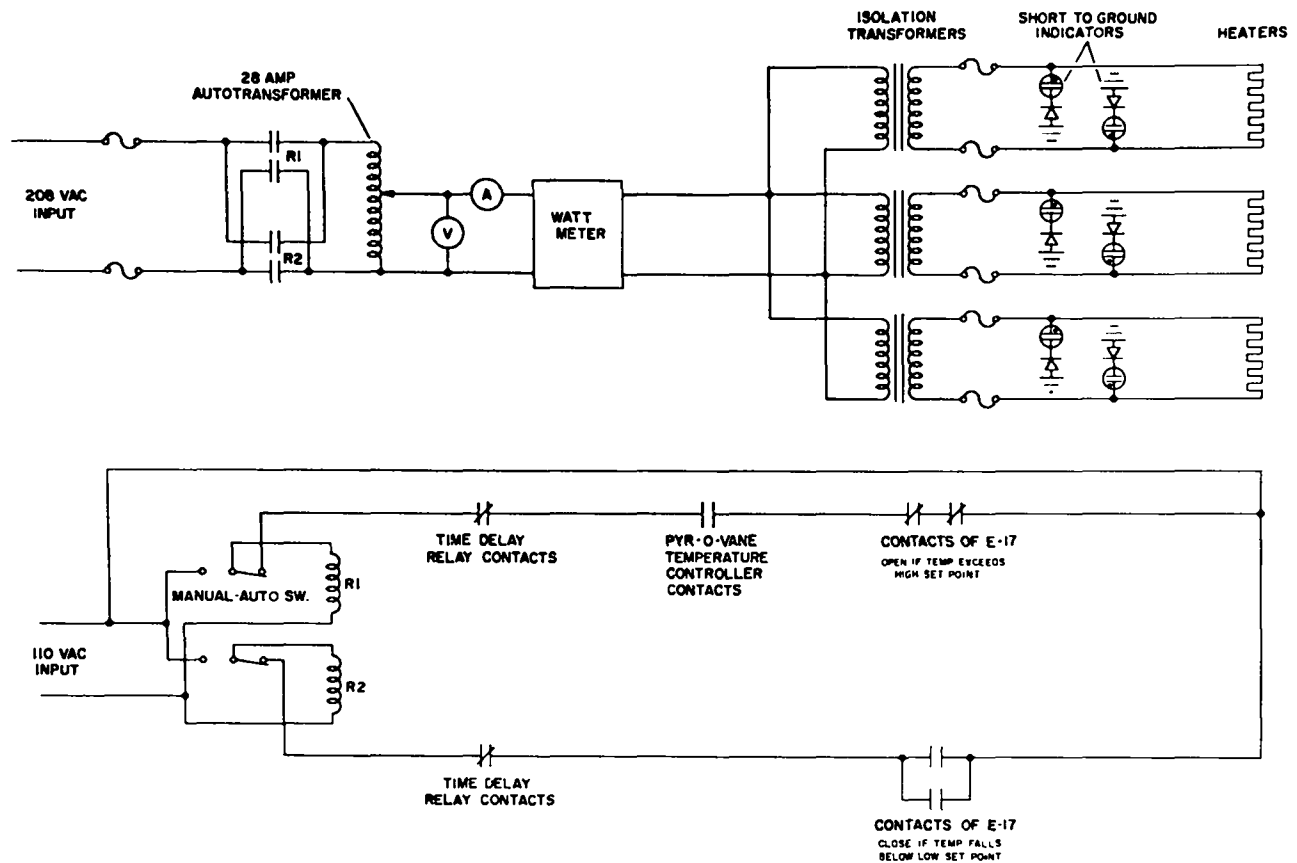 ISOLATION
TRANSFORMERS
SHORT TO GROUND
INDICATORS
HEATERS
28 AMP
AUTOTRANSFORMER
R1
208 VAC
INPUT
R2
A
V
WATT
METER
TIME DELAY
RELAY CONTACTS
PYR-O-VANE
TEMPERATURE
CONTROLLER
CONTACTS
CONTACTS OF E-17
OPEN IF TEMP EXCEEDS
HIGH SET POINT
MANUAL-AUTO SW.
R1
110 VAC
INPUT
R2
TIME DELAY
RELAY CONTACTS
CONTACTS OF E-17
CLOSE IF TEMP FALLS
BELOW LOW SET POINT